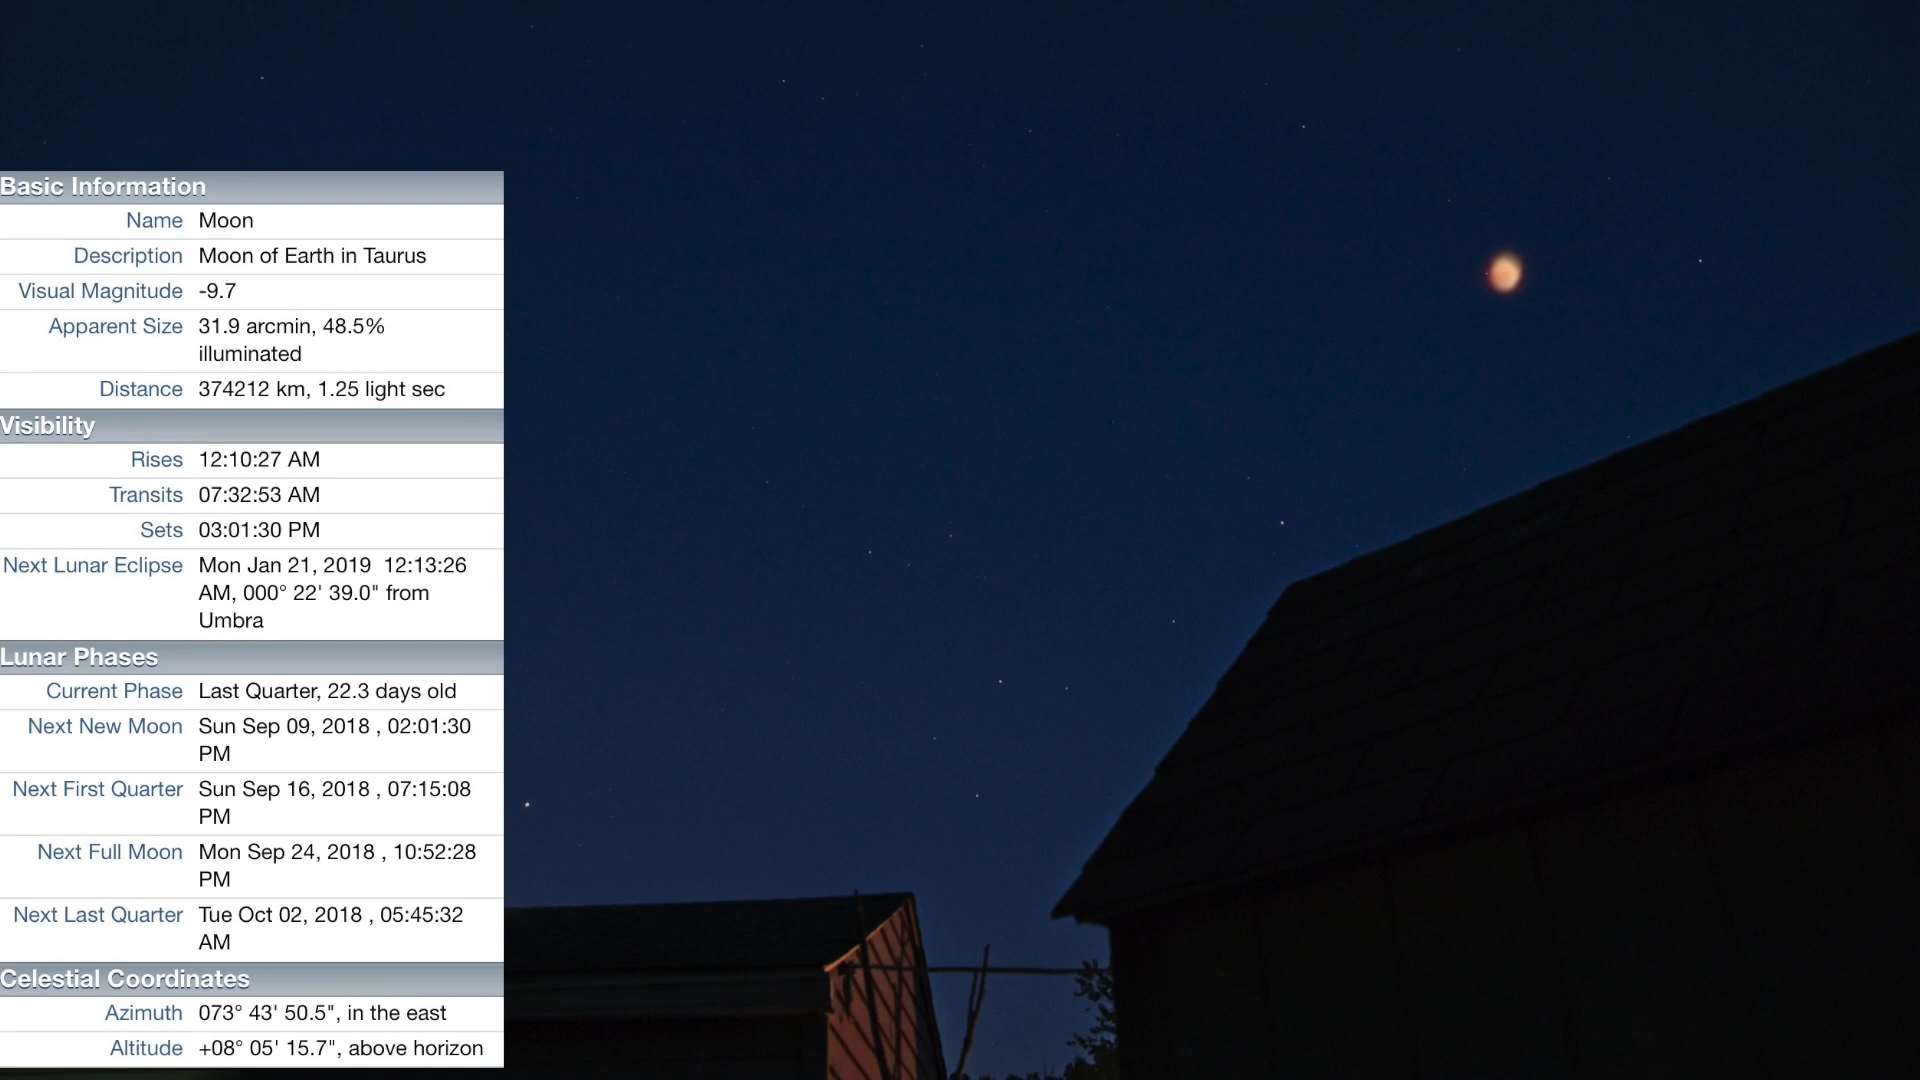 Basic Information
Name Moon
Description Moon of Earth in Taurus
Visual Magnitude -9.7
Apparent Size 31.9 arcmin, 48.5%
illuminated
Distance 374212 km, 1.25 light sec
Visibility
Rises 12:10:27 AM
Transits 07:32:53 AM
Sets 03:01:30 PM
Next Lunar Eclipse Mon Jan 21, 2019 12:13:26
AM, 000° 22' 39.0" from
Umbra
Lunar Phases
Current Phase Last Quarter, 22.3 days old
Next New Moon Sun Sep 09, 2018 , 02:01:30
PM
Next First Quarter Sun Sep 16, 2018 , 07:15:08
PM
Next Full Moon Mon Sep 24, 2018 , 10:52:28
PM
Next Last Quarter Tue Oct 02, 2018 , 05:45:32
AM
Celestial Coordinates
Azimuth 073° 43' 50.5", in the east
Altitude +08° 05' 15.7", above horizon